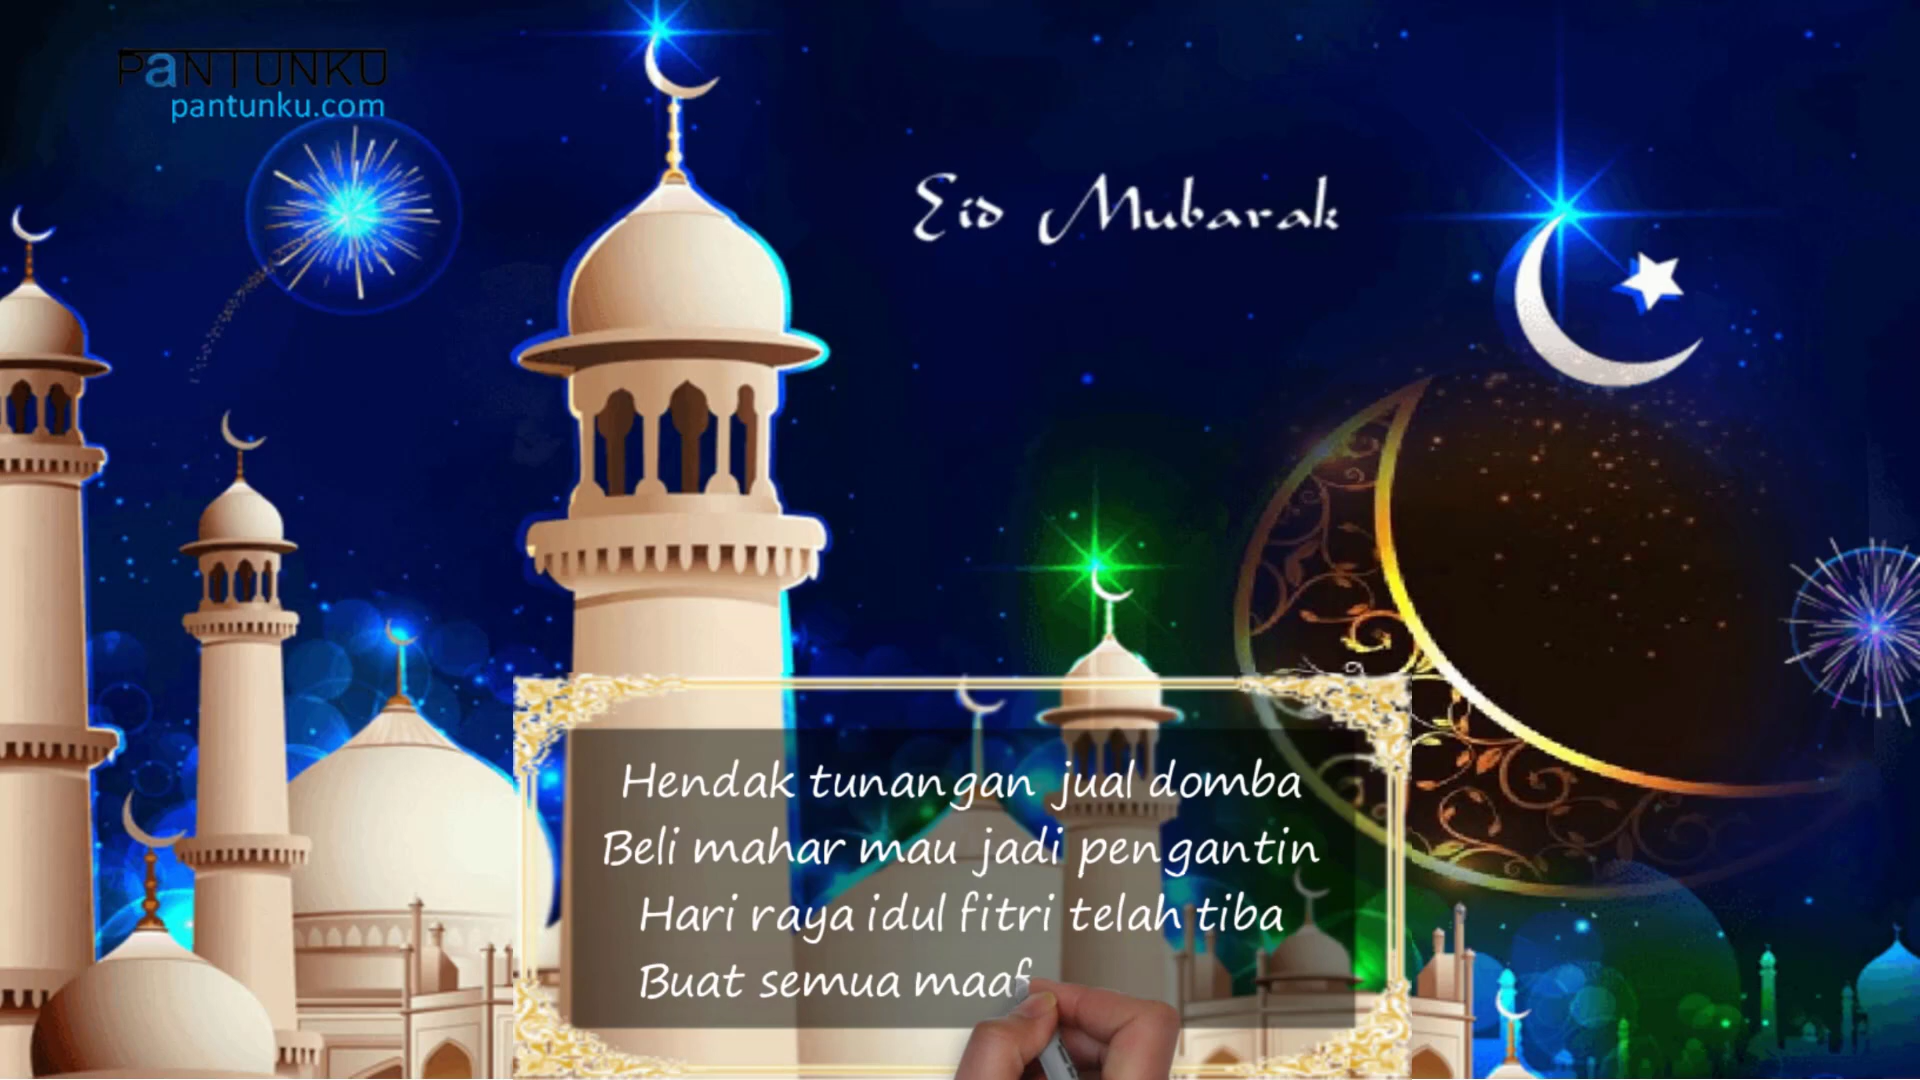 PaNTUNKU
pantunku.com
Eid Mubarak
Hendak tunangan jual domba
Beli mahar mau jadi pengantin
Hari raya idul fitri telah tiba
Buat semua maaf